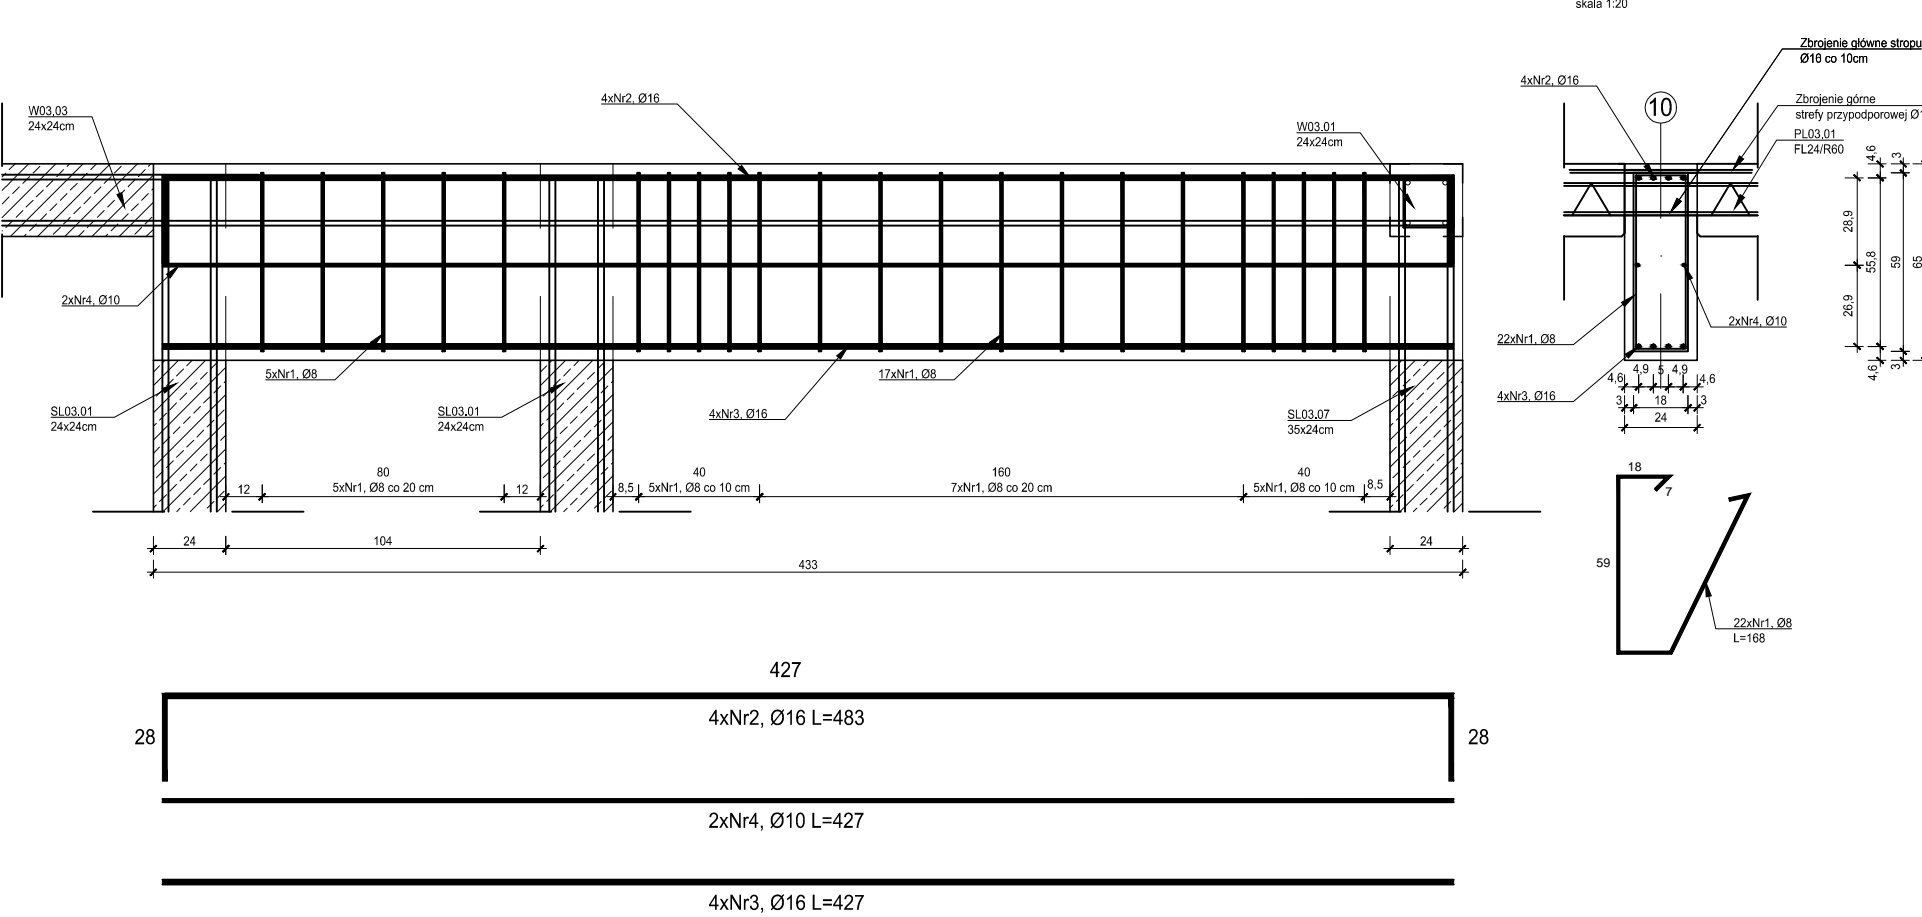 skala 1:20
Zbrojenie główne stropu
Ø16 co 10cm
4xNr2, Ø16
10
Zbrojenie górne
strefy przypodporowej Ø1
PL03.01
FL24/R60
W03.03
24x24cm
4xNr2, Ø16
W03.01
24x24cm
2xNr4, Ø10
5xNr1, Ø8
17xNr1, Ø8
4xNr3, Ø16
SL03.01
24x24cm
SL03.01
24x24cm
SL03.07
35x24cm
12
80
5xNr1, Ø8 co 20 cm
12
8,5
40
5xNr1, Ø8 co 10 cm
160
7xNr1, Ø8 co 20 cm
40
5xNr1, Ø8 co 10 cm
8,5
24
104
24
433
4,6
3
28,9
55,8
59
65
26,9
4,6
3
22xNr1, Ø8
2xNr4, Ø10
4xNr3, Ø16
4,6
4,9
5
4,9
4,6
3
18
3
24
18
7
59
22xNr1, Ø8
L=168
427
28
4xNr2, Ø16 L=483
28
2xNr4, Ø10 L=427
4xNr3, Ø16 L=427